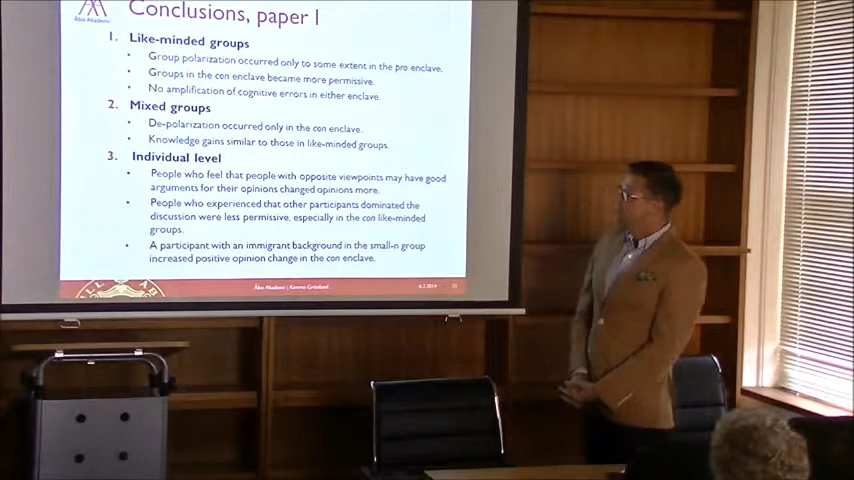 Åbo Akademi
Conclusions, paper I
1. Like-minded groups
• Group polarization occurred only to some extent in the pro enclave.
• Groups in the con enclave became more permissive.
• No amplification of cognitive errors in either enclave.
2. Mixed groups
• De-polarization occurred only in the con enclave.
• Knowledge gains similar to those in like-minded groups.
3. Individual level
• People who feel that people with opposite viewpoints may have good
arguments for their opinions changed opinions more.
• People who experienced that other participants dominated the
discussion were less permissive, especially in the con like-minded
groups.
• A participant with an immigrant background in the small-n group
increased positive opinion change in the con enclave.
Åbo Akademi | Kimmo Grönlund